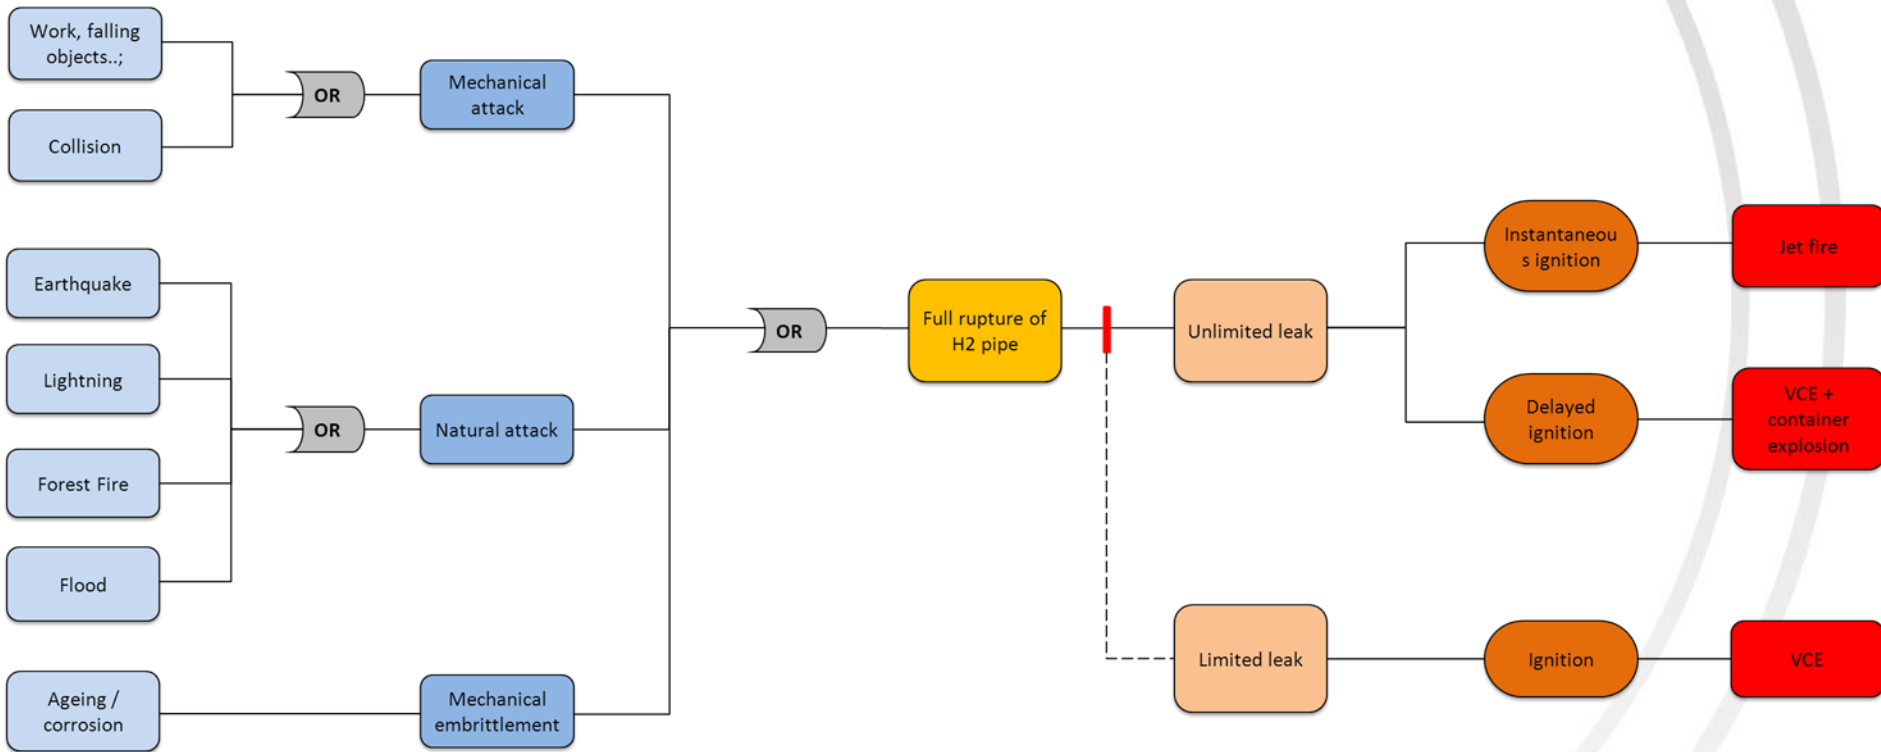 Work, falling
objects..;
Collision
OR
Mechanical
attack
Earthquake
Lightning
Forest Fire
Flood
OR
Natural attack
Ageing /
corrosion
Mechanical
embrittlement
OR
Full rupture of
H2 pipe
Unlimited leak
Limited leak
Instantaneou
s ignition
Jet fire
Delayed
ignition
VCE +
container
explosion
Ignition
VCE